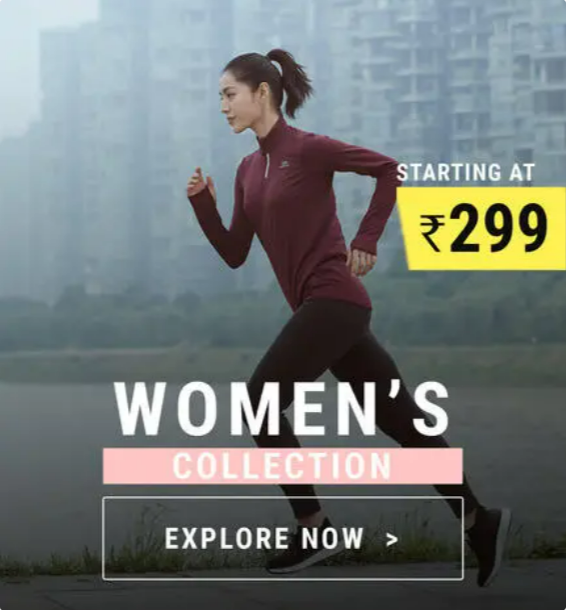 STARTING AT
₹299
WOMEN'S
COLLECTION
EXPLORE NOW >